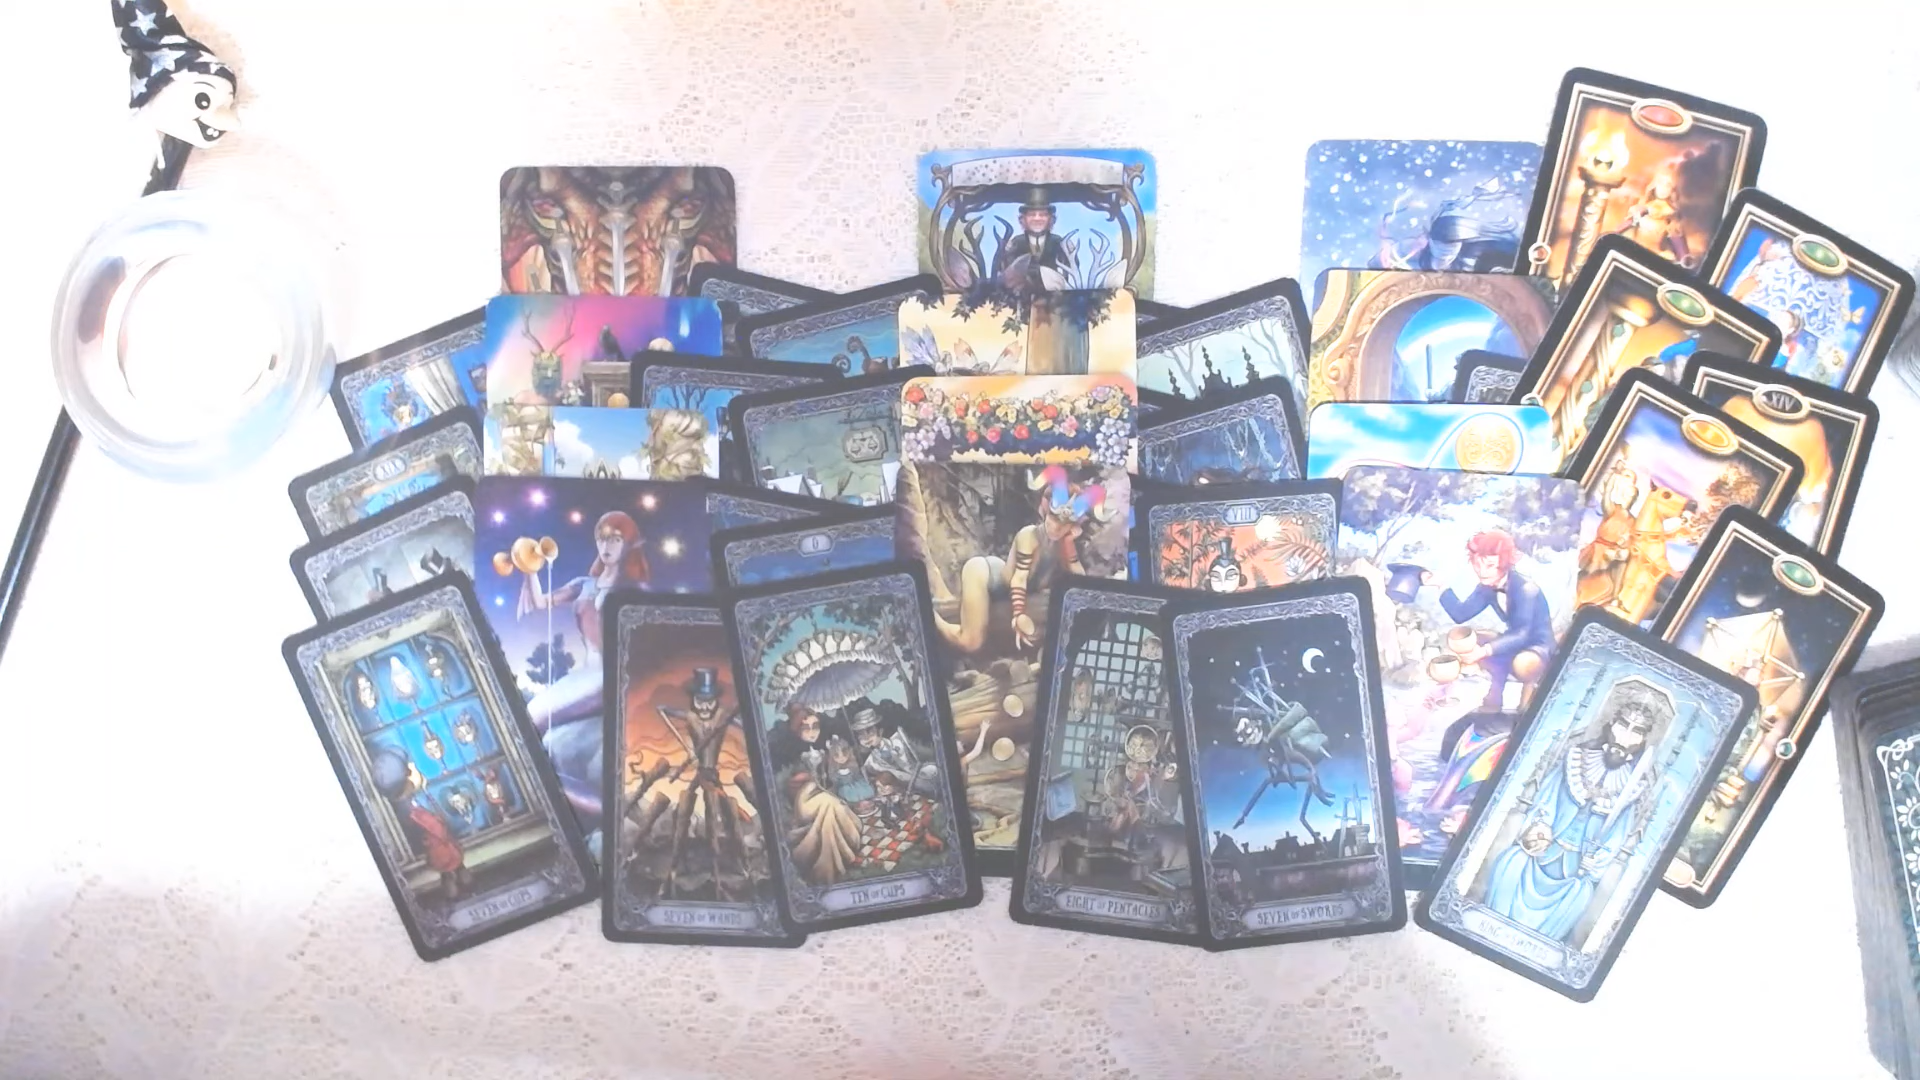 XIV
XIX
0
VIII
SEVEN OF CUPS
SEVEN OF WANDS
TEN OF CUPS
EIGHT OF PENTACLES
SEVEN OF SWORDS
KING OF